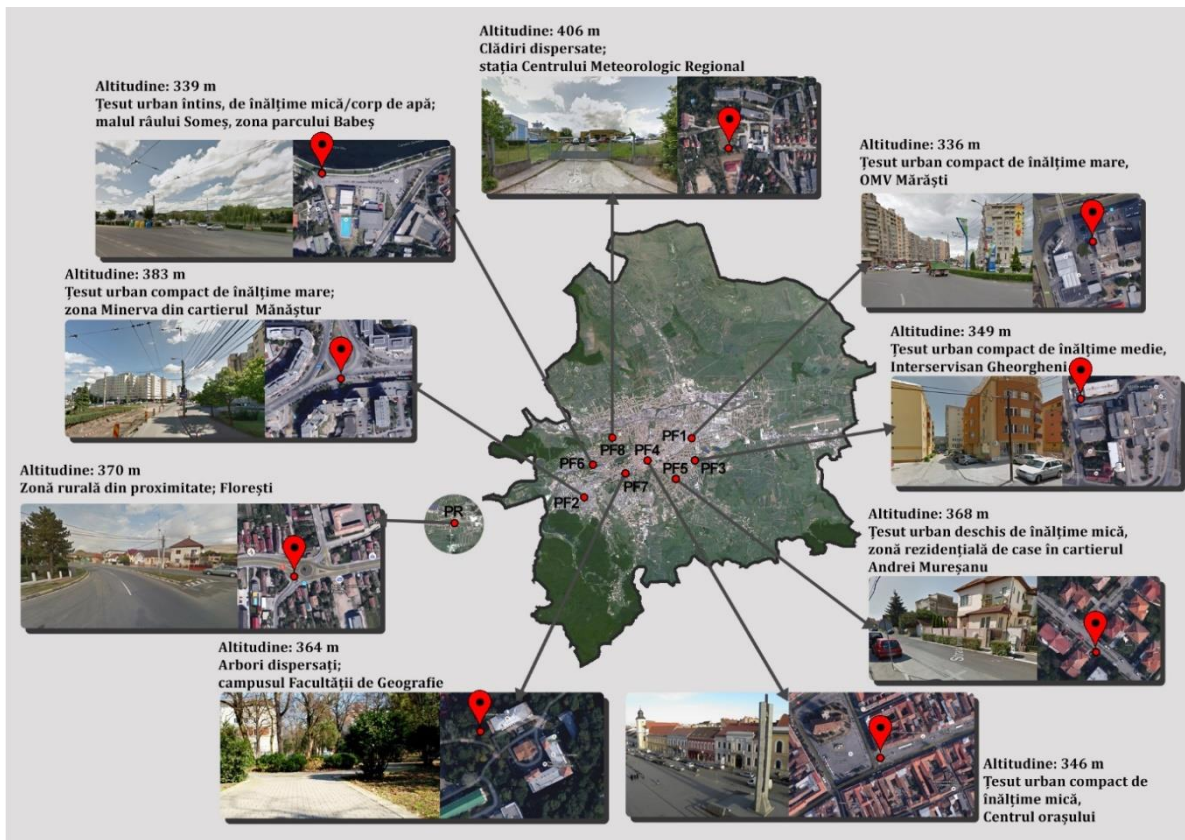 Altitudine: 406 m
Clădiri dispersate;
stația Centrului Meteorologic Regional
Altitudine: 339 m
Țesut urban întins, de înălțime mică/corp de apă;
malul râului Someș, zona parcului Babeș
Altitudine: 336 m
Țesut urban compact de înălțime mare,
OMV Mărăști
Altitudine: 383 m
Țesut urban compact de înălțime mare;
zona Minerva din cartierul Mănăștur
Altitudine: 349 m
Țesut urban compact de înălțime medie,
Interservisan Gheorgheni
PF1
PF8
PF4
PF6
PF5
PF3
PF7
PF2
Altitudine: 370 m
Zonă rurală din proximitate; Florești
PR
Altitudine: 368 m
Țesut urban deschis de înălțime mică,
zonă rezidențială de case în cartierul
Andrei Mureșanu
Altitudine: 364 m
Arbori dispersați;
campusul Facultății de Geografie
Altitudine: 346 m
Țesut urban compact de
înălțime mică,
Centrul orașului